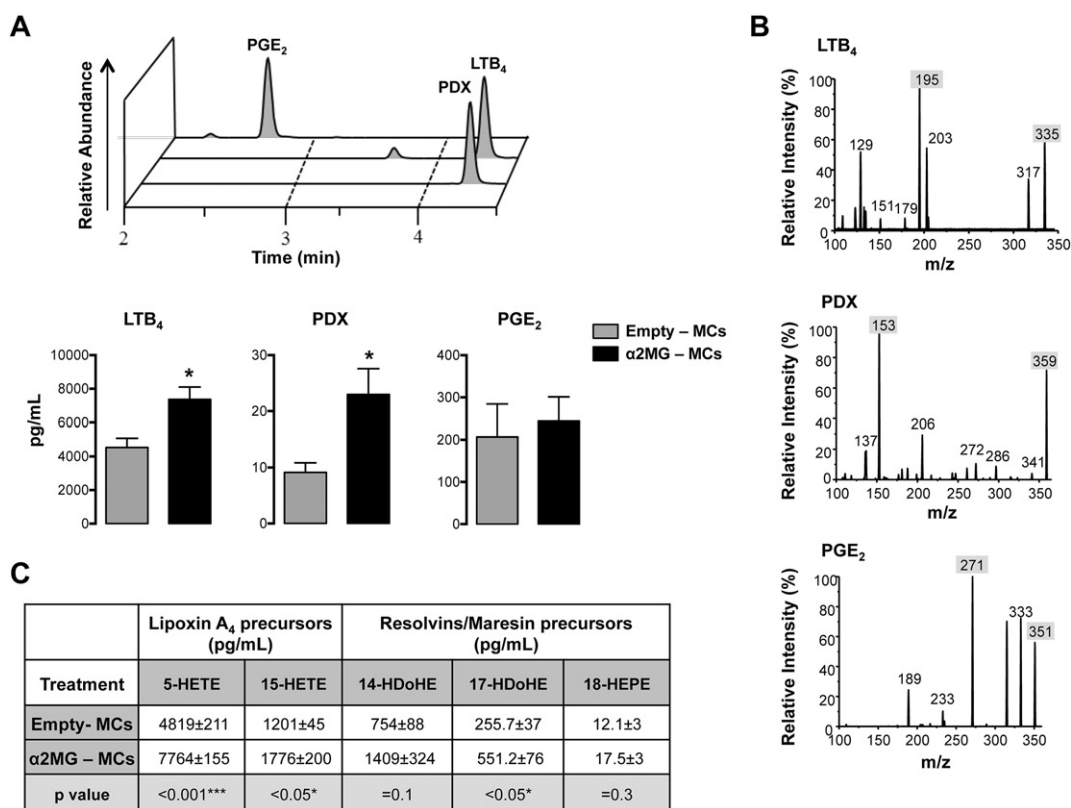 A
Relative Abundance
PGE2
PDX
LTB4
2
3
4
Time (min)
LTB4
pg/mL
10000
8000
6000
4000
2000
0
*
PDX
30
20
10
0
*
PGE2
400
300
200
100
0
Empty – MCs
α2MG – MCs
B
LTB4
Relative Intensity (%)
100
80
60
40
20
0
129
151
179
195
203
317
335
100 150 200 250 300 350
m/z
PDX
Relative Intensity (%)
100
80
60
40
20
0
137
153
206
272
286
341
359
100 150 200 250 300 350
m/z
PGE2
Relative Intensity (%)
100
80
60
40
20
0
189
233
271
333
351
100 150 200 250 300 350
m/z
C
Lipoxin A4 precursors
(pg/mL)
Resolvins/Maresin precursors
(pg/mL)
Treatment 5-HETE 15-HETE 14-HDoHE 17-HDoHE 18-HEPE
Empty- MCs 4819±211 1201±45 754±88 255.7±37 12.1±3
α2MG – MCs 7764±155 1776±200 1409±324 551.2±76 17.5±3
p value <0.001*** <0.05* =0.1 <0.05* =0.3